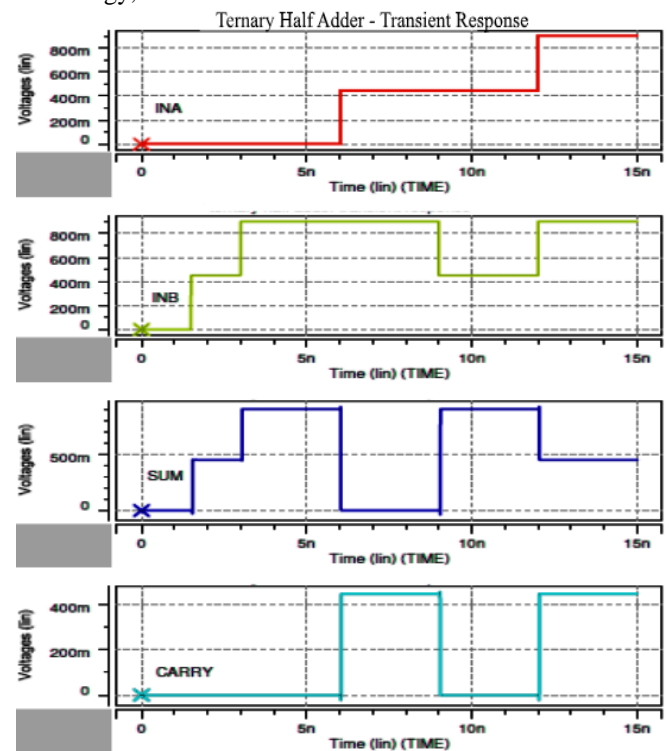 Ternary Half Adder - Transient Response
Voltages (lin)
800m
600m
400m
200m
0
INA
0 5n 10n 15n
Time (lin) (TIME)
Voltages (lin)
800m
600m
400m
200m
0
INB
0 5n 10n 15n
Time (lin) (TIME)
Voltages (lin)
500m
0
SUM
0 5n 10n 15n
Time (lin) (TIME)
Voltages (lin)
400m
200m
0
CARRY
0 5n 10n 15n
Time (lin) (TIME)